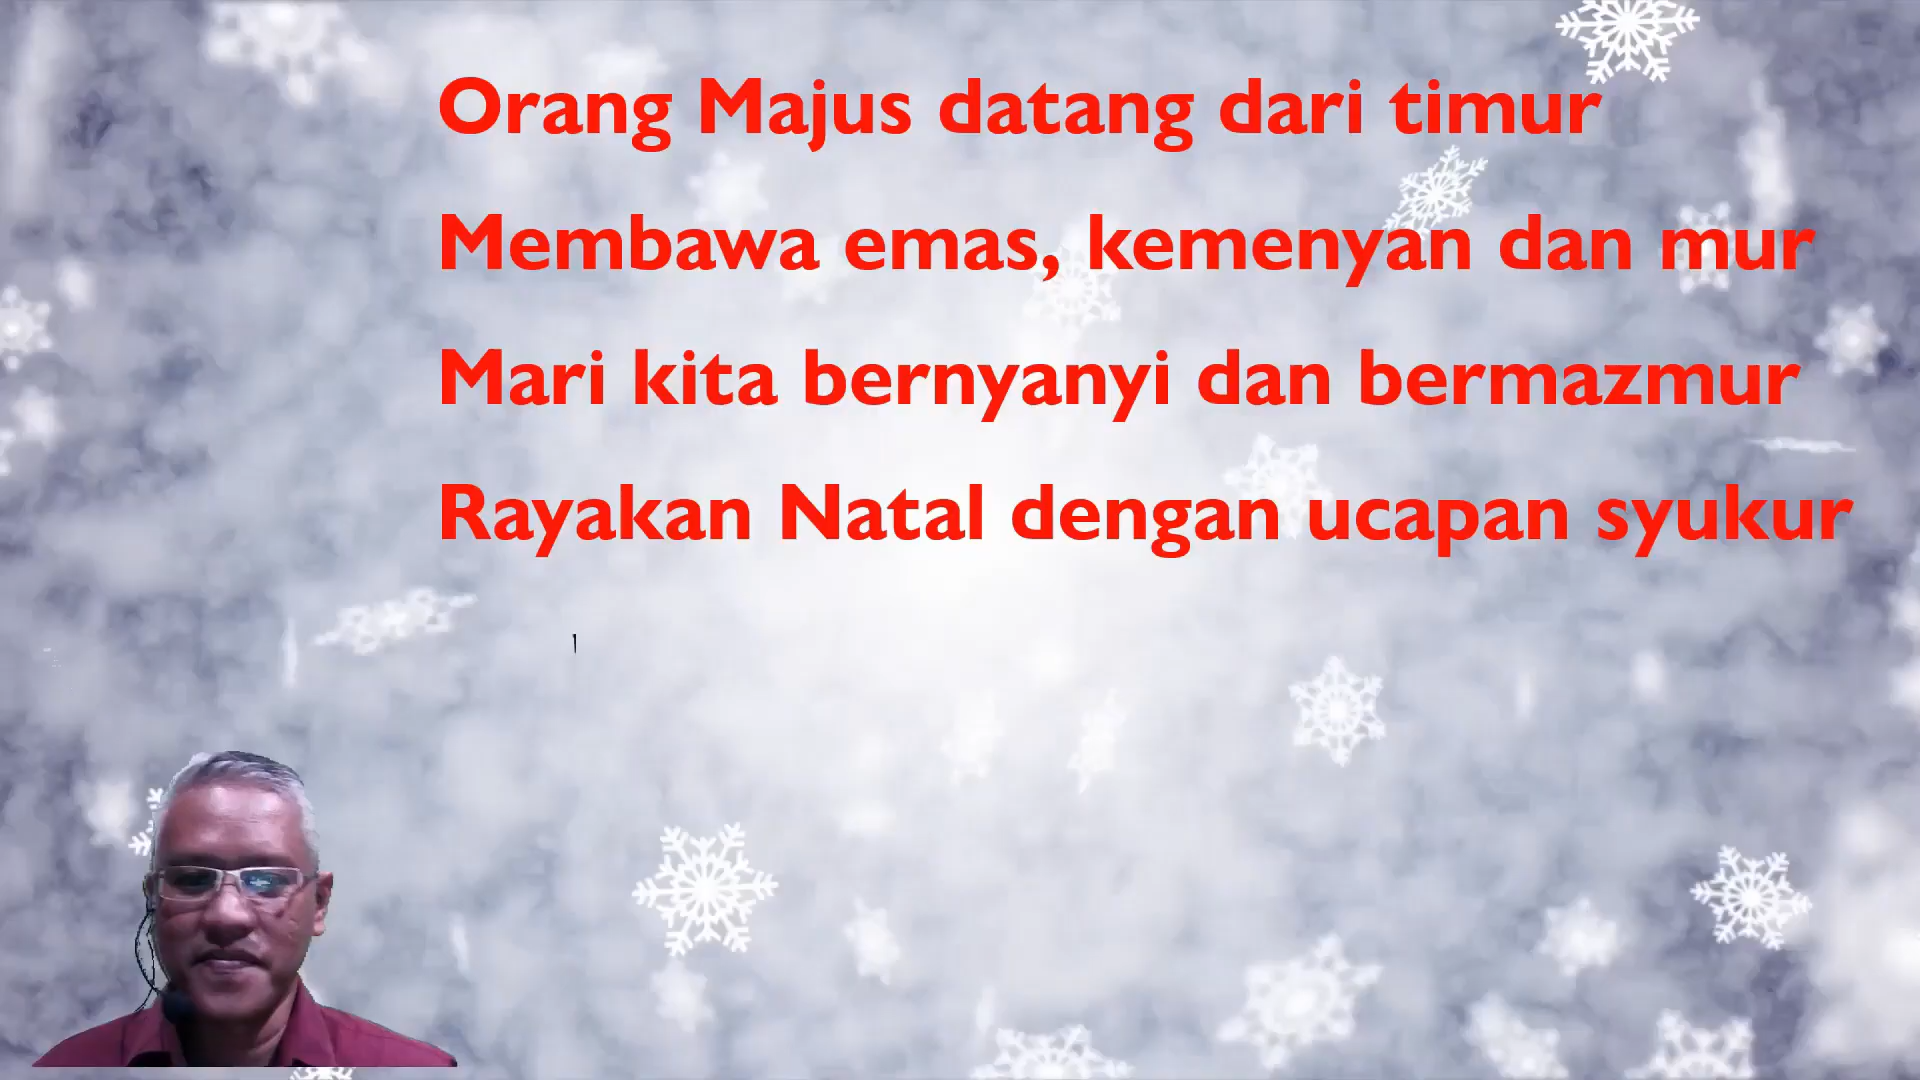 Orang Majus datang dari timur
Membawa emas, kemenyan dan mur
Mari kita bernyanyi dan bermazmur
Rayakan Natal dengan ucapan syukur